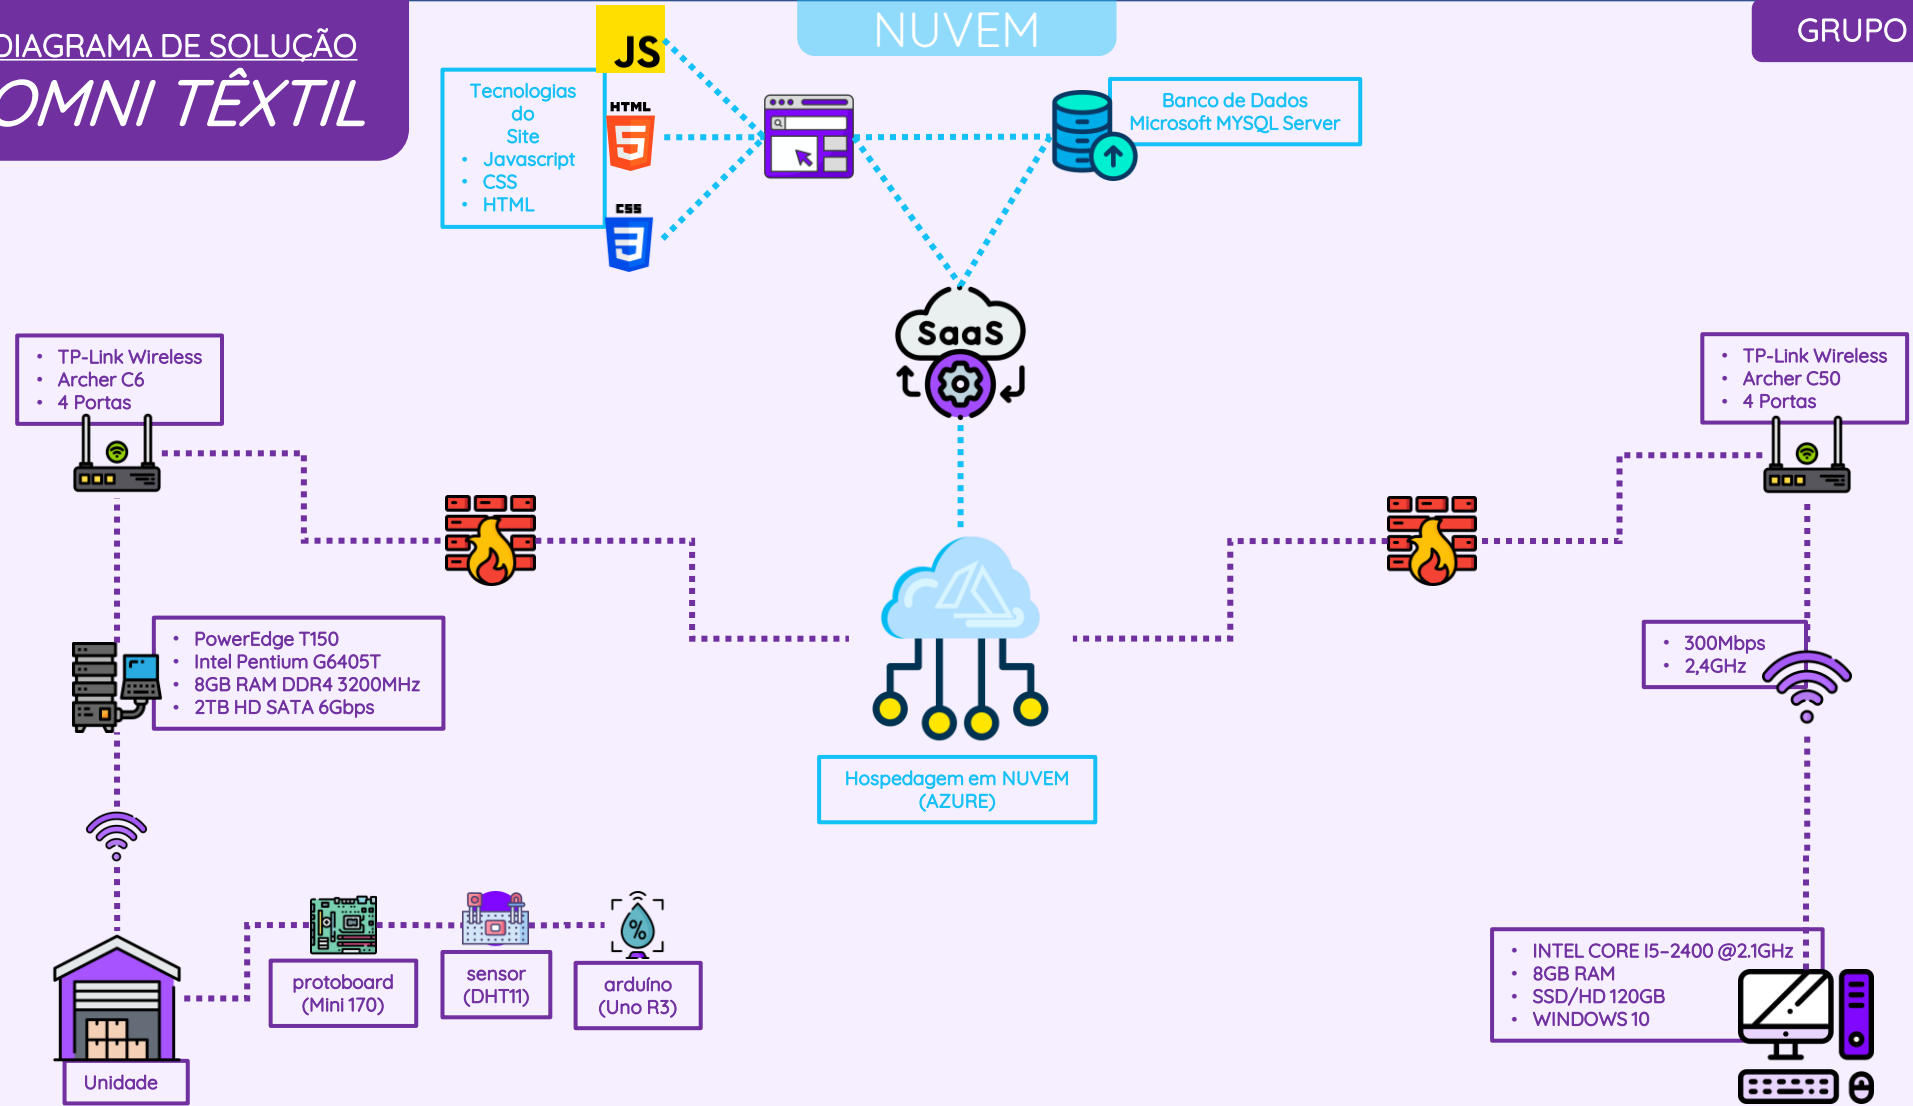 DIAGRAMA DE SOLUÇÃO
OMNI TÊXTIL
NUVEM
GRUPO
JS
Tecnologias
do
Site
• Javascript
• CSS
• HTML
HTML
5
CSS
3
Banco de Dados
Microsoft MYSQL Server
SaaS
• TP-Link Wireless
• Archer C6
• 4 Portas
• TP-Link Wireless
• Archer C50
• 4 Portas
• PowerEdge T150
• Intel Pentium G6405T
• 8GB RAM DDR4 3200MHz
• 2TB HD SATA 6Gbps
• 300Mbps
• 2,4GHz
Hospedagem em NUVEM
(AZURE)
protoboard
(Mini 170)
sensor
(DHT11)
%
arduíno
(Uno R3)
Unidade
• INTEL CORE I5-2400 @2.1GHz
• 8GB RAM
• SSD/HD 120GB
• WINDOWS 10